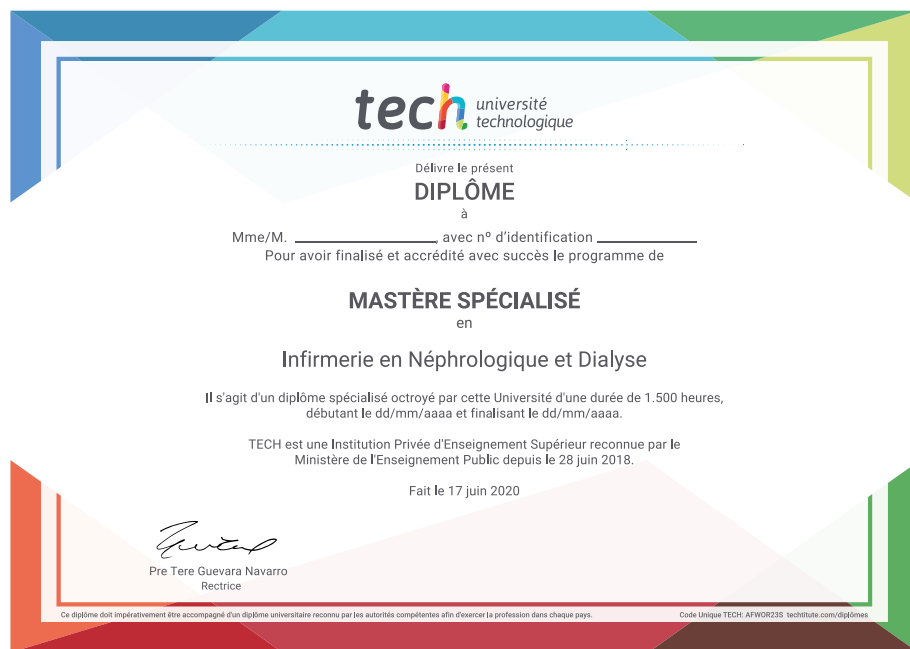 tech université
technologique
Délivre le présent
DIPLÔME
à
Mme/M. ____________, avec nº d'identification ____________
Pour avoir finalisé et accrédité avec succès le programme de
MASTÈRE SPÉCIALISÉ
en
Infirmerie en Néphrologique et Dialyse
Il s'agit d'un diplôme spécialisé octroyé par cette Université d'une durée de 1.500 heures,
débutant le dd/mm/aaaa et finalisant le dd/mm/aaaa.
TECH est une Institution Privée d'Enseignement Supérieur reconnue par le
Ministère de l'Enseignement Public depuis le 28 juin 2018.
Fait le 17 juin 2020
Pre Tere Guevara Navarro
Rectrice
Ce diplôme doit impérativement être accompagné d'un diplôme universitaire reconnu par les autorités compétentes afin d'exercer la profession dans chaque pays.
Code Unique TECH: AFWOR23S techtitute.com/diplômes